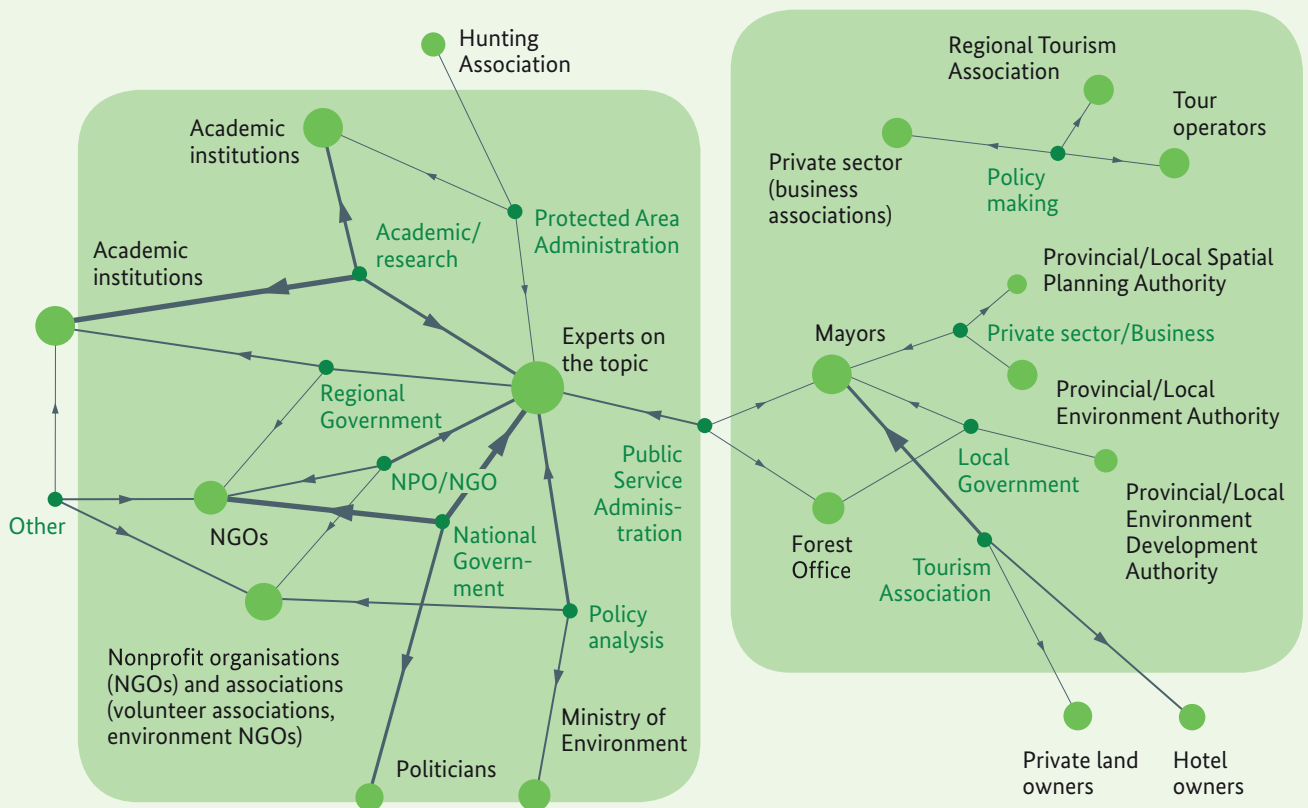 Hunting
Association
Academic
institutions
Protected Area
Administration
Academic/
research
Academic
institutions
Experts on
the topic
Regional
Government
NPO/NGO
Other
NGOs
National
Govern-
ment
Policy
analysis
Nonprofit organisations
(NGOs) and associations
(volunteer associations,
environment NGOs)
Politicians
Ministry of
Environment
Public
Service
Adminis-
tration
Regional Tourism
Association
Tour
operators
Private sector
(business
associations)
Policy
making
Provincial/Local Spatial
Planning Authority
Mayors
Private sector/Business
Provincial/Local
Environment Authority
Local
Government
Provincial/Local
Environment
Development
Authority
Forest
Office
Tourism
Association
Private land
owners
Hotel
owners